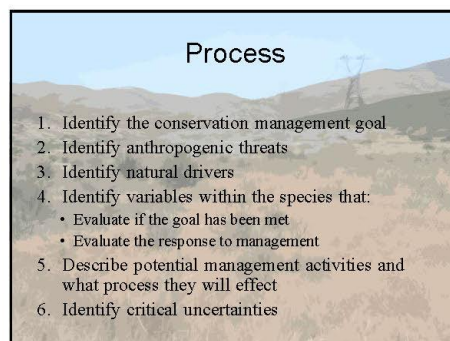 Process
1. Identify the conservation management goal
2. Identify anthropogenic threats
3. Identify natural drivers
4. Identify variables within the species that:
• Evaluate if the goal has been met
• Evaluate the response to management
5. Describe potential management activities and
what process they will effect
6. Identify critical uncertainties